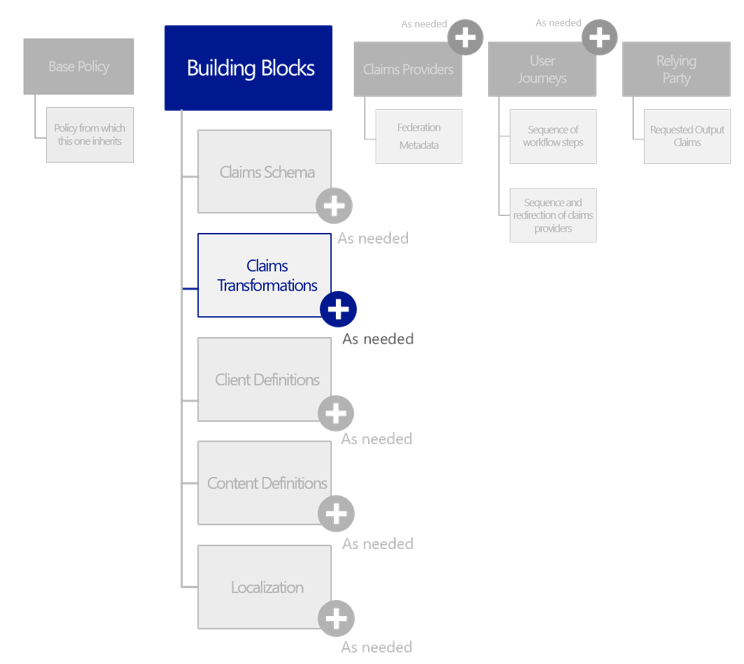 Base Policy
Policy from which
this one inherits
Building Blocks
Claims Schema
As needed
Claims
Transformations
As needed
Client Definitions
As needed
Content Definitions
As needed
Localization
As needed
As needed
Claims Providers
Federation
Metadata
As needed
User
Journeys
Sequence of
workflow steps
Sequence and
redirection of claims
providers
Relying
Party
Requested Output
Claims